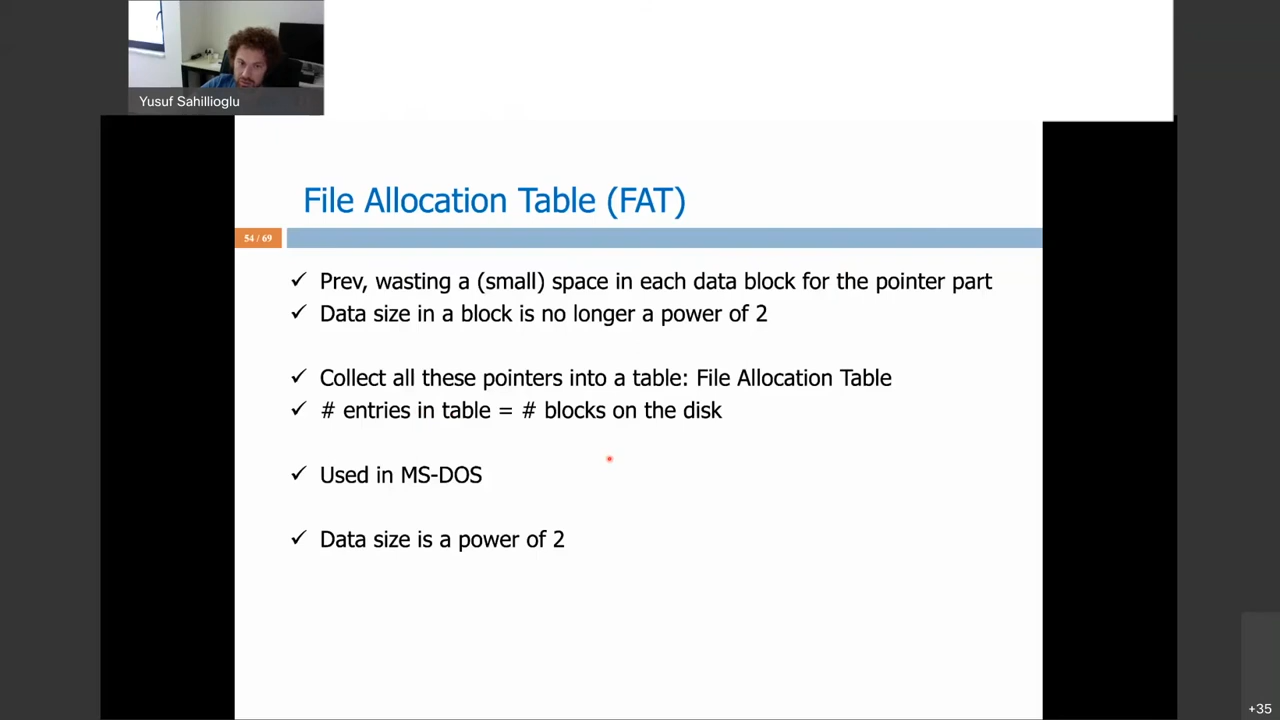 Yusuf Sahillioglu
File Allocation Table (FAT)
54 / 69
✓ Prev, wasting a (small) space in each data block for the pointer part
✓ Data size in a block is no longer a power of 2
✓ Collect all these pointers into a table: File Allocation Table
✓ # entries in table = # blocks on the disk
✓ Used in MS-DOS
✓ Data size is a power of 2
+35